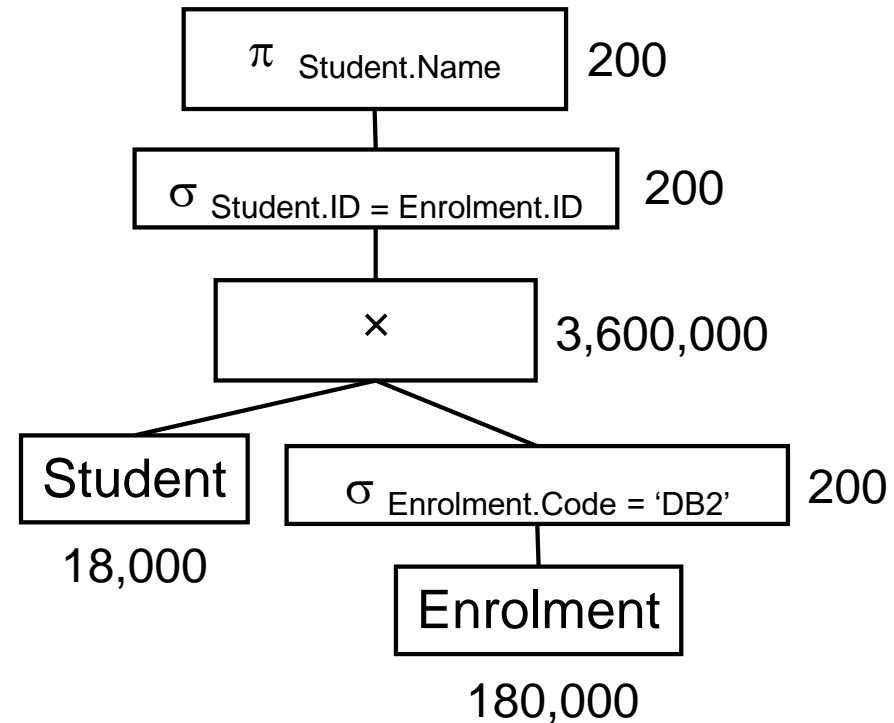 π Student.Name 200
σ Student.ID = Enrolment.ID 200
× 3,600,000
Student
σ Enrolment.Code = ‘DB2’ 200
18,000
Enrolment
180,000